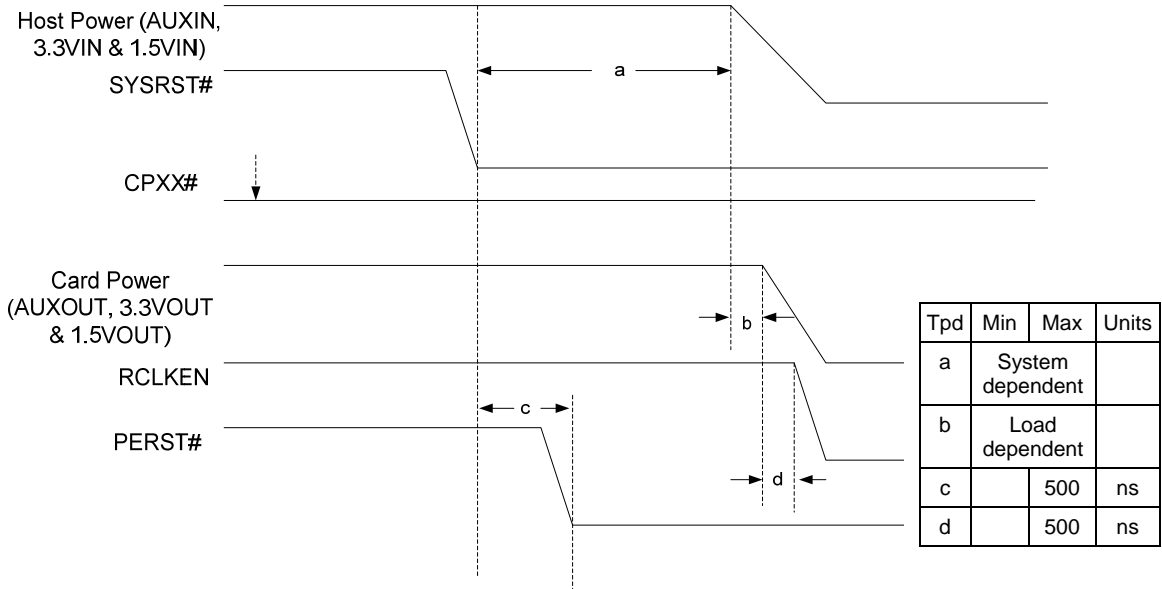 Host Power (AUXIN,
3.3VIN & 1.5VIN)
SYSRST#
a
CPXX#
Card Power
(AUXOUT, 3.3VOUT
& 1.5VOUT)
b
RCLKEN
c
PERST#
d
Tpd Min Max Units
a System
dependent
b Load
dependent
c 500 ns
d 500 ns